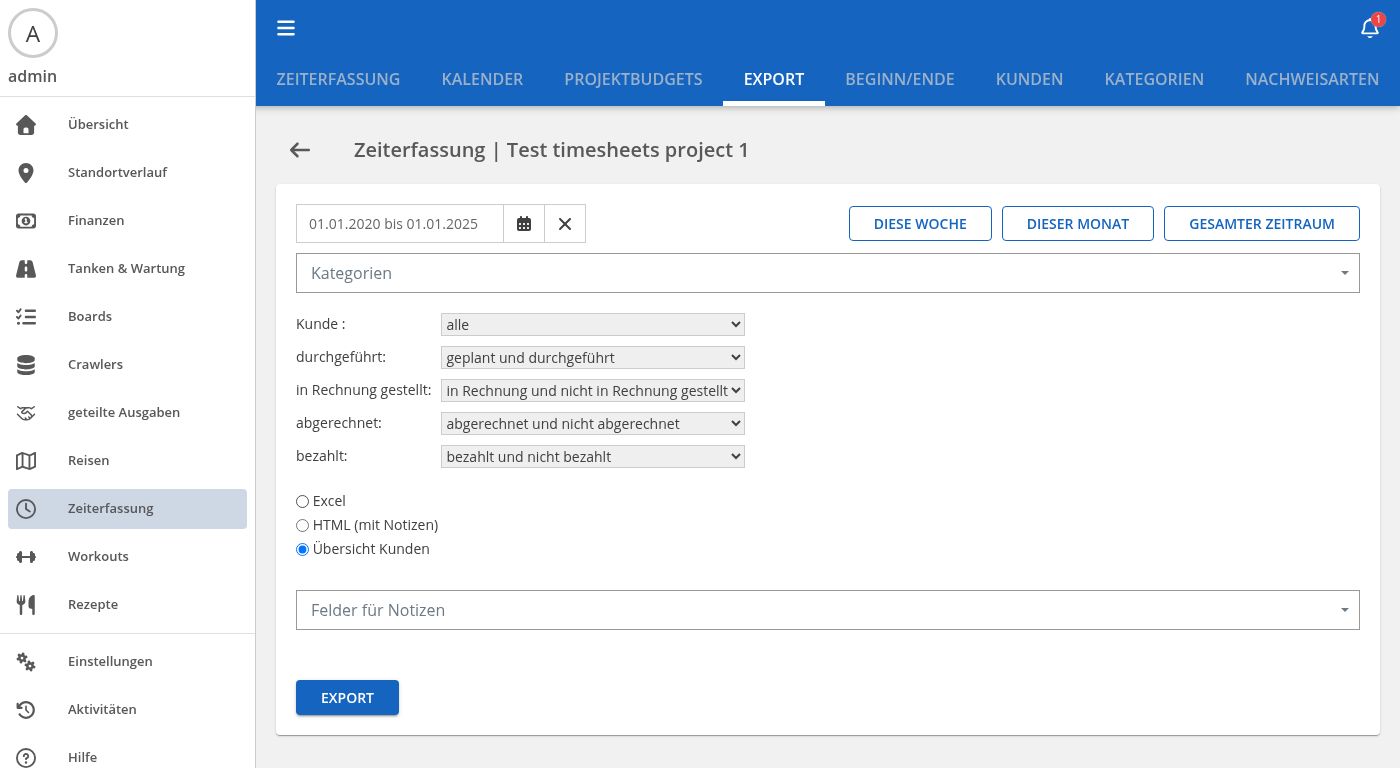 A
admin
Übersicht
Standortverlauf
Finanzen
Tanken & Wartung
Boards
Crawlers
geteilte Ausgaben
Reisen
Zeiterfassung
Workouts
Rezepte
Einstellungen
Aktivitäten
Hilfe
1
ZEITERFASSUNG KALENDER PROJEKTBUDGETS EXPORT BEGINN/ENDE KUNDEN KATEGORIEN NACHWEISARTEN
Zeiterfassung | Test timesheets project 1
01.01.2020 bis 01.01.2025 DIESE WOCHE DIESER MONAT GESAMTER ZEITRAUM
Kategorien
Kunde : alle
durchgeführt: geplant und durchgeführt
in Rechnung gestellt: in Rechnung und nicht in Rechnung gestellt
abgerechnet: abgerechnet und nicht abgerechnet
bezahlt: bezahlt und nicht bezahlt
Excel
HTML (mit Notizen)
Übersicht Kunden
Felder für Notizen
EXPORT